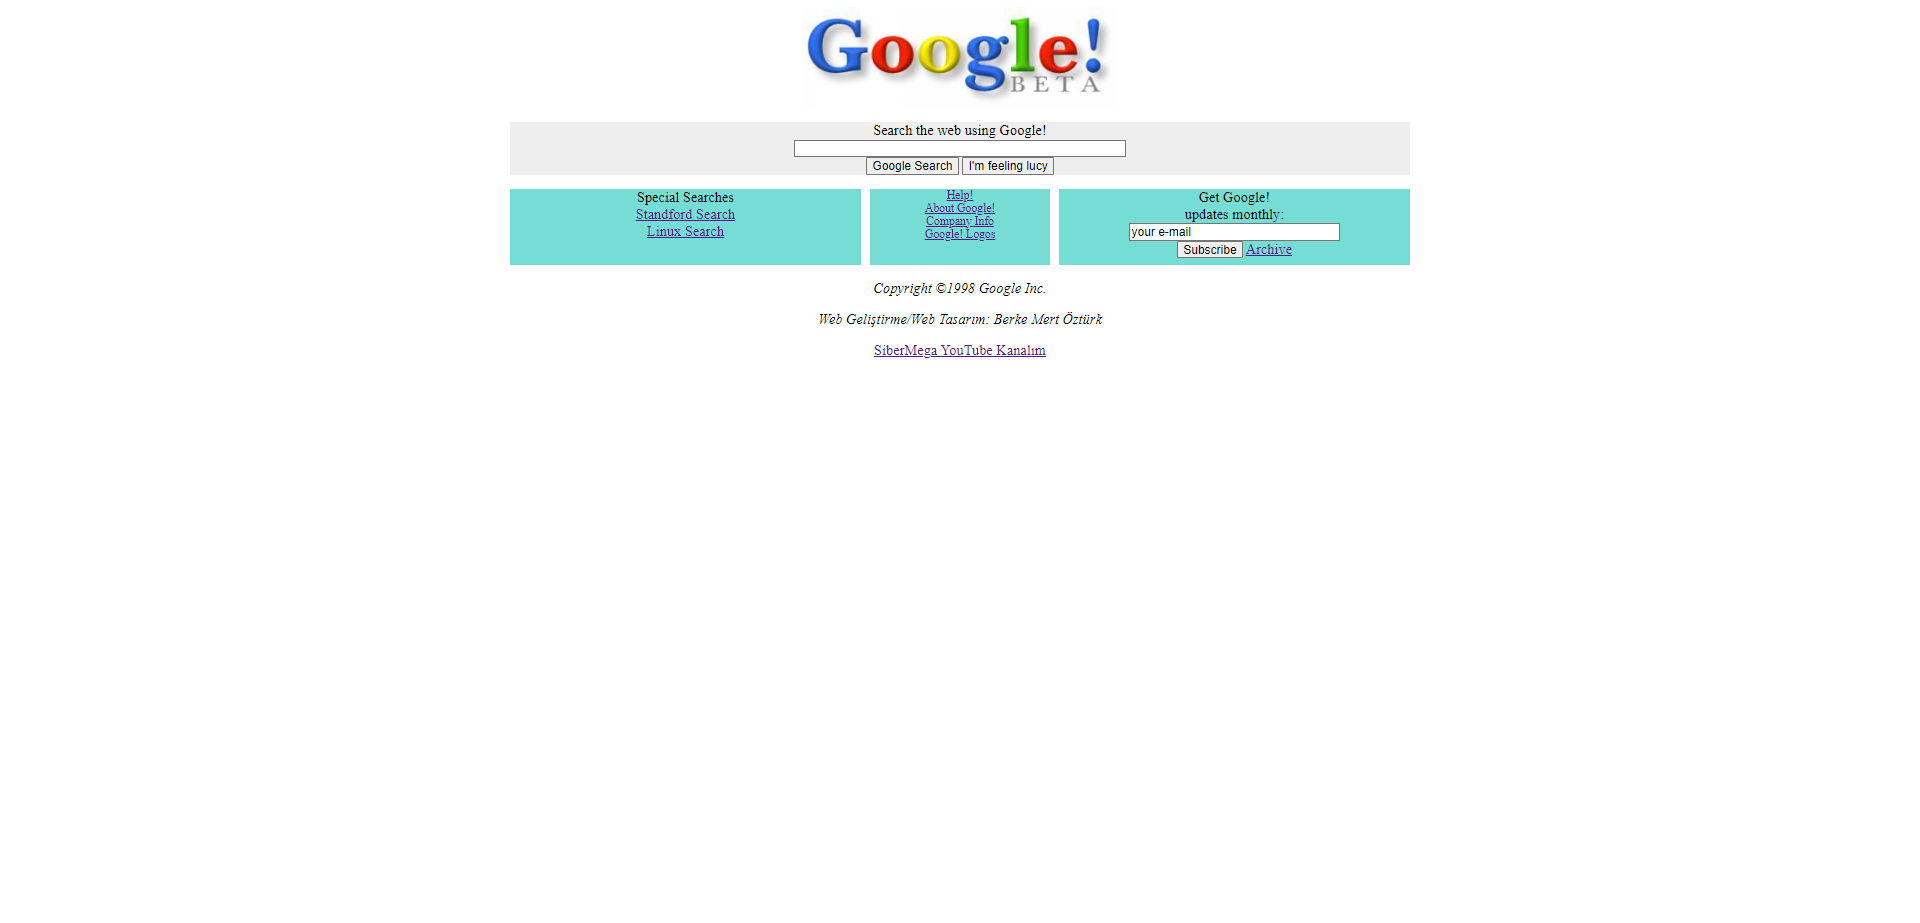 Google!
BETA
Search the web using Google!
Google Search I'm feeling lucy
Special Searches
Standford Search
Linux Search
Help!
About Google!
Company Info
Google! Logos
Get Google!
updates monthly:
your e-mail
Subscribe Archive
Copyright ©1998 Google Inc.
Web Geliştirme/Web Tasarım: Berke Mert Öztürk
SiberMega YouTube Kanalım